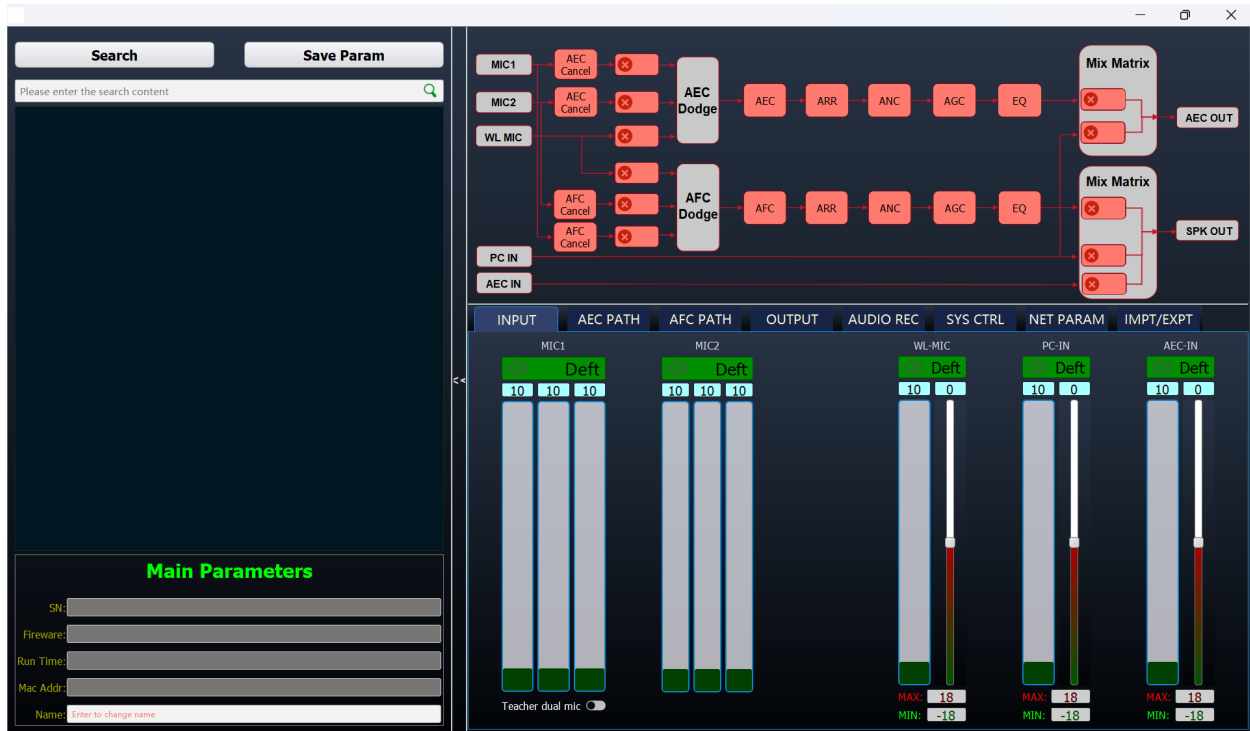 Search
Save Param
Please enter the search content
Main Parameters
SN:
Fireware:
Run Time:
Mac Addr:
Name: Enter to change name
MIC1
AEC Cancel
MIC2
AEC Cancel
WL MIC
AEC Dodge
AEC
ARR
ANC
AGC
EQ
Mix Matrix
AEC OUT
AFC Cancel
AFC Cancel
AFC Dodge
AFC
ARR
ANC
AGC
EQ
Mix Matrix
SPK OUT
PC IN
AEC IN
INPUT AEC PATH AFC PATH OUTPUT AUDIO REC SYS CTRL NET PARAM IMPT/EXPT
MIC1 MIC2 WL-MIC PC-IN AEC-IN
Deft Deft Deft Deft Deft
10 10 10 10 10 10 10 0 10 0 10 0
Teacher dual mic
MAX: 18 MAX: 18 MAX: 18
MIN: -18 MIN: -18 MIN: -18